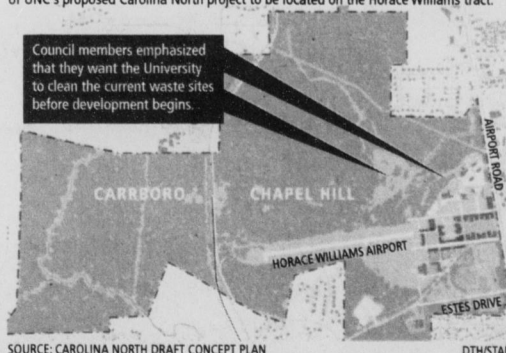 of UNC's proposed Carolina North project to be located on the Horace Williams tract.
Council members emphasized
that they want the University
to clean the current waste sites
before development begins.
AIRPORT ROAD
CARRBORO
CHAPEL HILL
HORACE WILLIAMS AIRPORT
ESTES DRIVE
SOURCE: CAROLINA NORTH DRAFT CONCEPT PLAN